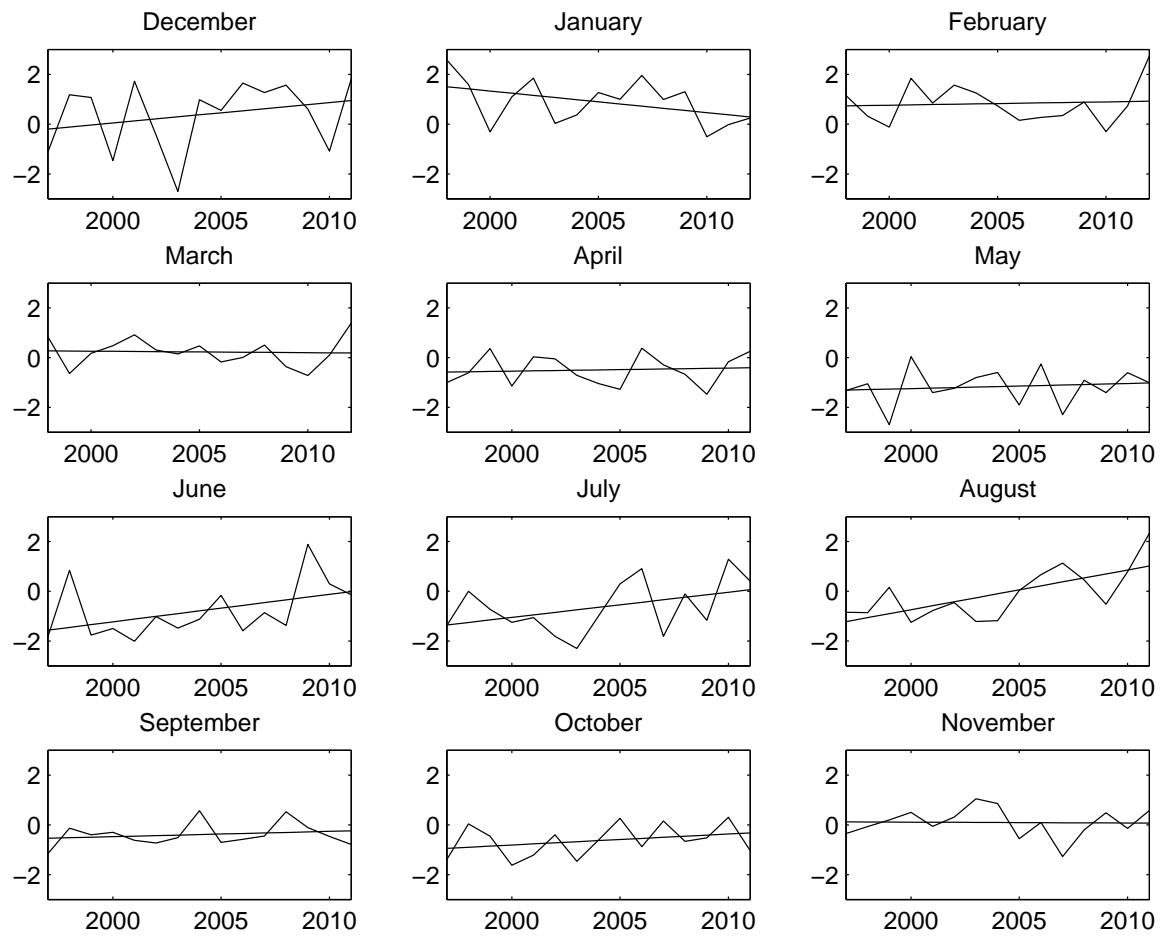 December January February
2 2 2
0 0 0
−2 −2 −2
2000 2005 2010 2000 2005 2010 2000 2005 2010
March April May
2 2 2
0 0 0
−2 −2 −2
2000 2005 2010 2000 2005 2010 2000 2005 2010
June July August
2 2 2
0 0 0
−2 −2 −2
2000 2005 2010 2000 2005 2010 2000 2005 2010
September October November
2 2 2
0 0 0
−2 −2 −2
2000 2005 2010 2000 2005 2010 2000 2005 2010